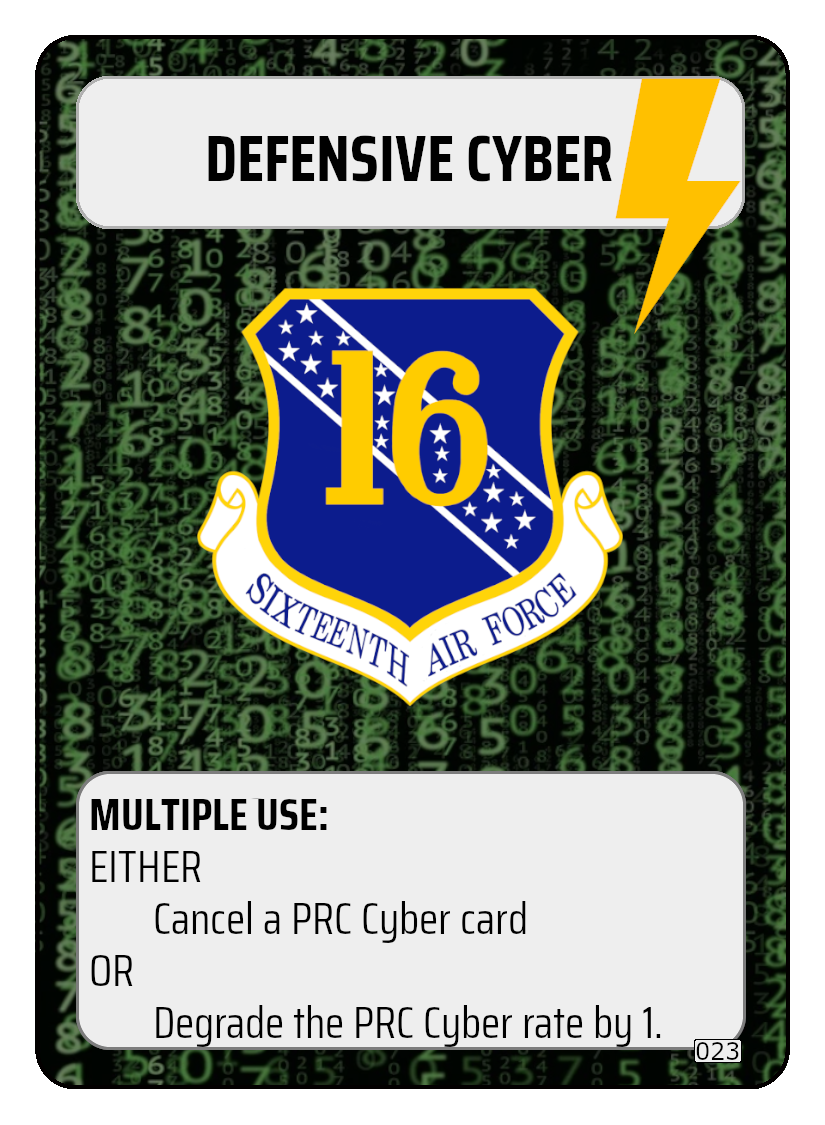 DEFENSIVE CYBER
16
SIXTEENTH AIR FORCE
MULTIPLE USE:
EITHER
Cancel a PRC Cyber card
OR
Degrade the PRC Cyber rate by 1.
023